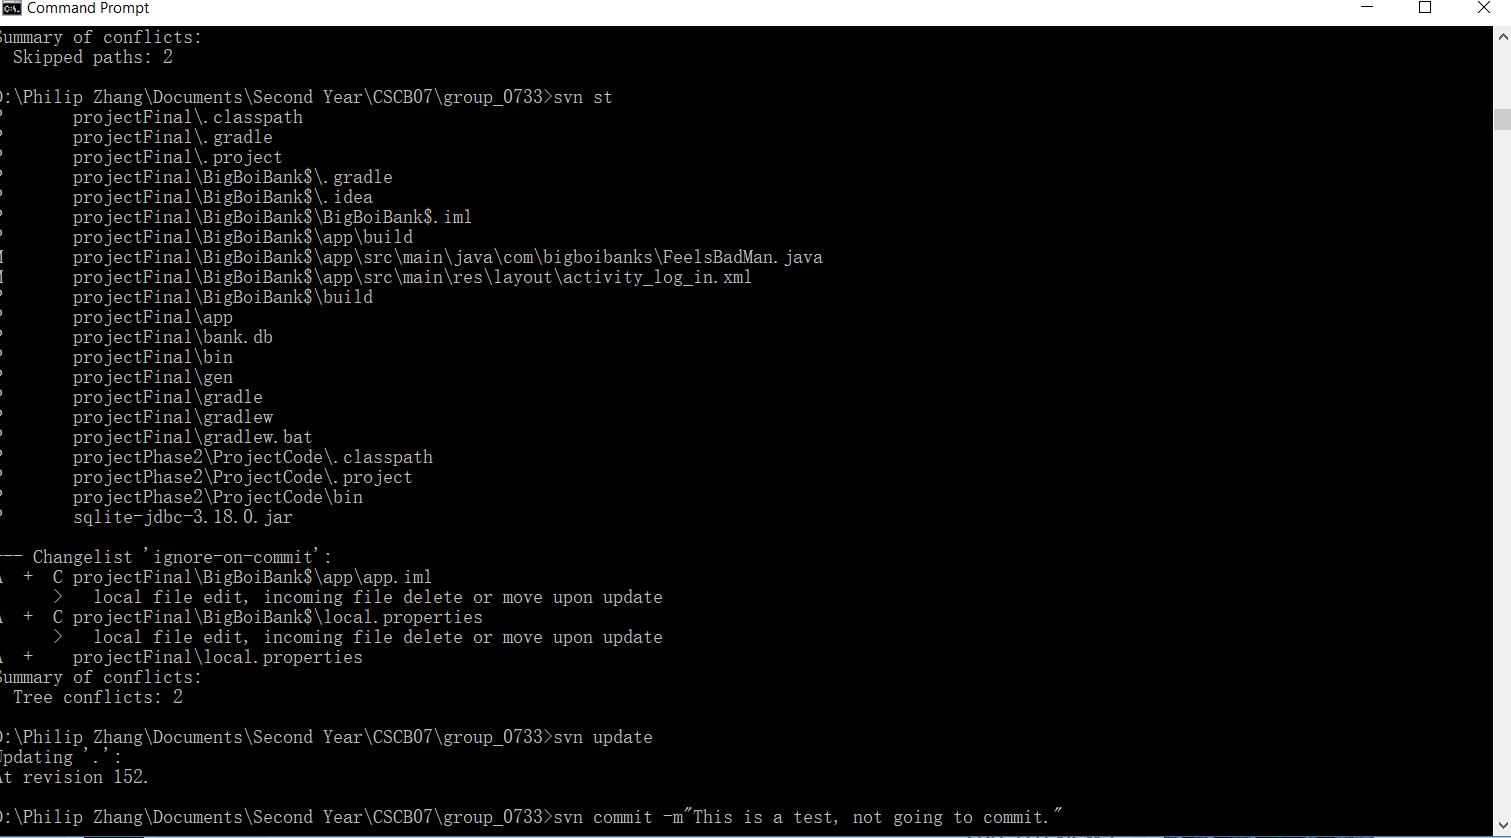 Command Prompt
Summary of conflicts:
Skipped paths: 2
D:\Philip Zhang\Documents\Second Year\CSCB07\group_0733>svn st
? projectFinal\.classpath
? projectFinal\.gradle
? projectFinal\.project
? projectFinal\BigBoiBank$\.gradle
? projectFinal\BigBoiBank$\.idea
? projectFinal\BigBoiBank$\BigBoiBank$.iml
? projectFinal\BigBoiBank$\app\build
M projectFinal\BigBoiBank$\app\src\main\java\com\bigboibanks\FeelsBadMan.java
M projectFinal\BigBoiBank$\app\src\main\res\layout\activity_log_in.xml
? projectFinal\BigBoiBank$\build
? projectFinal\app
? projectFinal\bank.db
? projectFinal\bin
? projectFinal\gen
? projectFinal\gradle
? projectFinal\gradlew
? projectFinal\gradlew.bat
? projectPhase2\ProjectCode\.classpath
? projectPhase2\ProjectCode\.project
? projectPhase2\ProjectCode\bin
? sqlite-jdbc-3.18.0.jar
--- Changelist 'ignore-on-commit':
A + C projectFinal\BigBoiBank$\app\app.iml
> local file edit, incoming file delete or move upon update
A + C projectFinal\BigBoiBank$\local.properties
> local file edit, incoming file delete or move upon update
A + projectFinal\local.properties
Summary of conflicts:
Tree conflicts: 2
D:\Philip Zhang\Documents\Second Year\CSCB07\group_0733>svn update
Updating '.':
At revision 152.
D:\Philip Zhang\Documents\Second Year\CSCB07\group_0733>svn commit -m"This is a test, not going to commit."